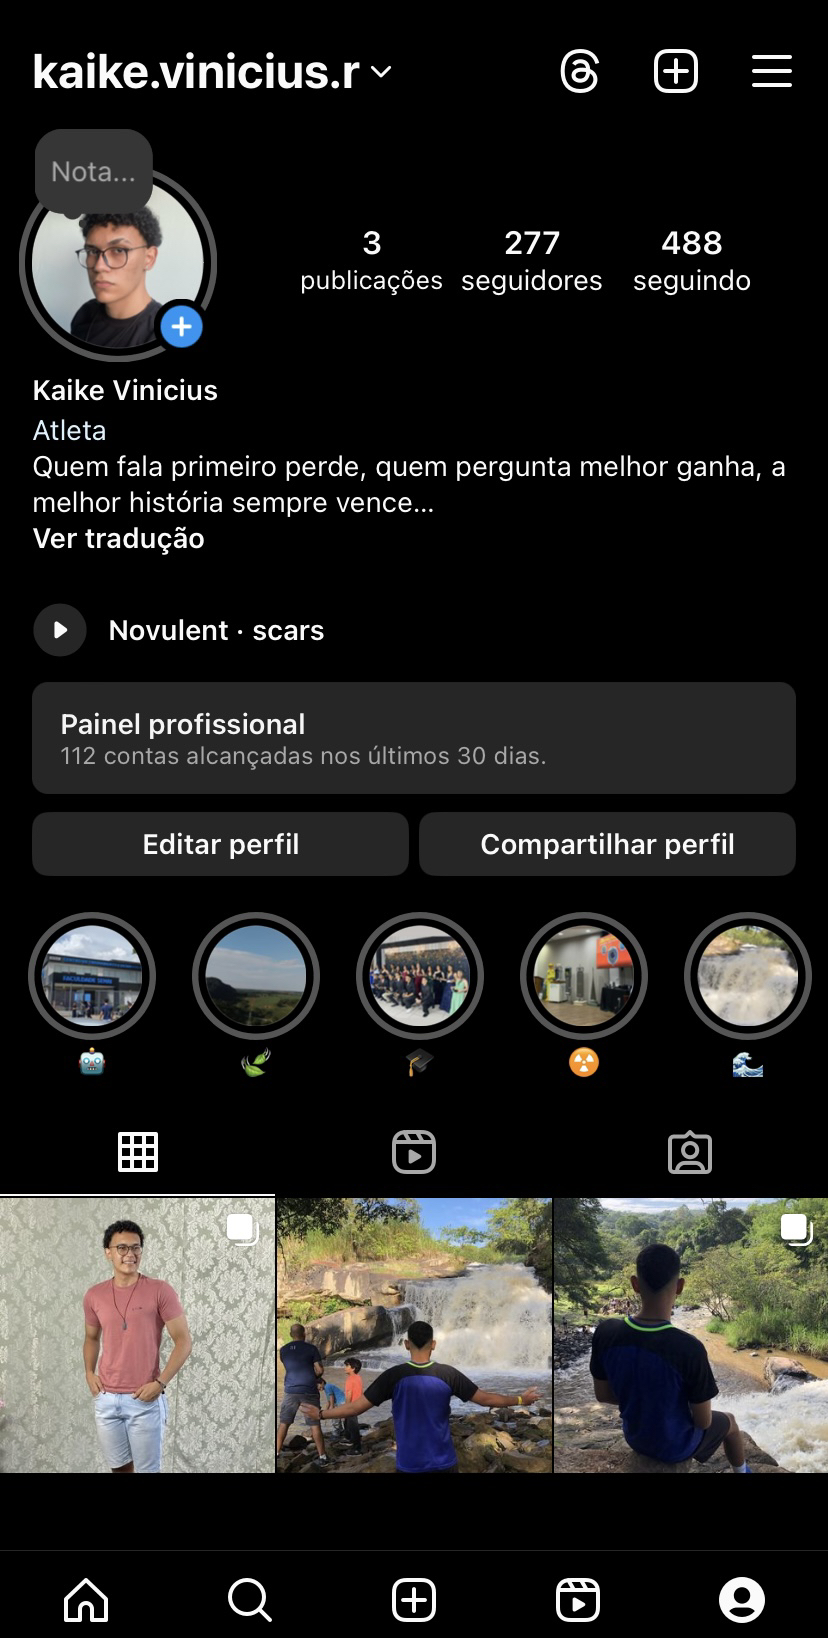 kaike.vinicius.r
Nota...
3
publicações
277
seguidores
488
seguindo
Kaike Vinicius
Atleta
Quem fala primeiro perde, quem pergunta melhor ganha, a
melhor história sempre vence...
Ver tradução
Novulent · scars
Painel profissional
112 contas alcançadas nos últimos 30 dias.
Editar perfil
Compartilhar perfil